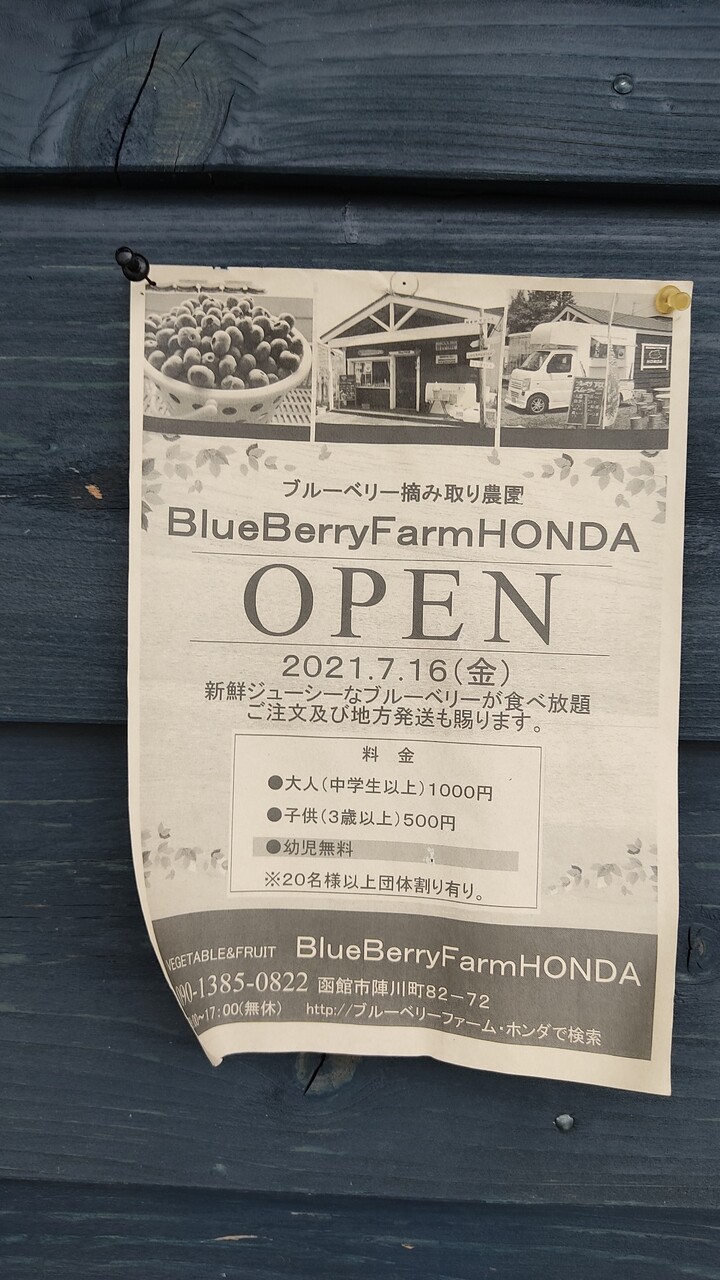 ブルーベリー摘み取り農園
BlueBerryFarmHONDA
OPEN
2021.7.16(金)
新鮮ジューシーなブルーベリーが食べ放題
ご注文及び地方発送も賜ります。
料 金
●大人(中学生以上)1000円
●子供(3歳以上)500円
●幼児無料
※20名様以上団体割り有り。
VEGETABLE&FRUIT BlueBerryFarmHONDA
090-1385-0822 函館市陣川町82-72
~17:00(無休) http://ブルーベリーファーム・ホンダで検索